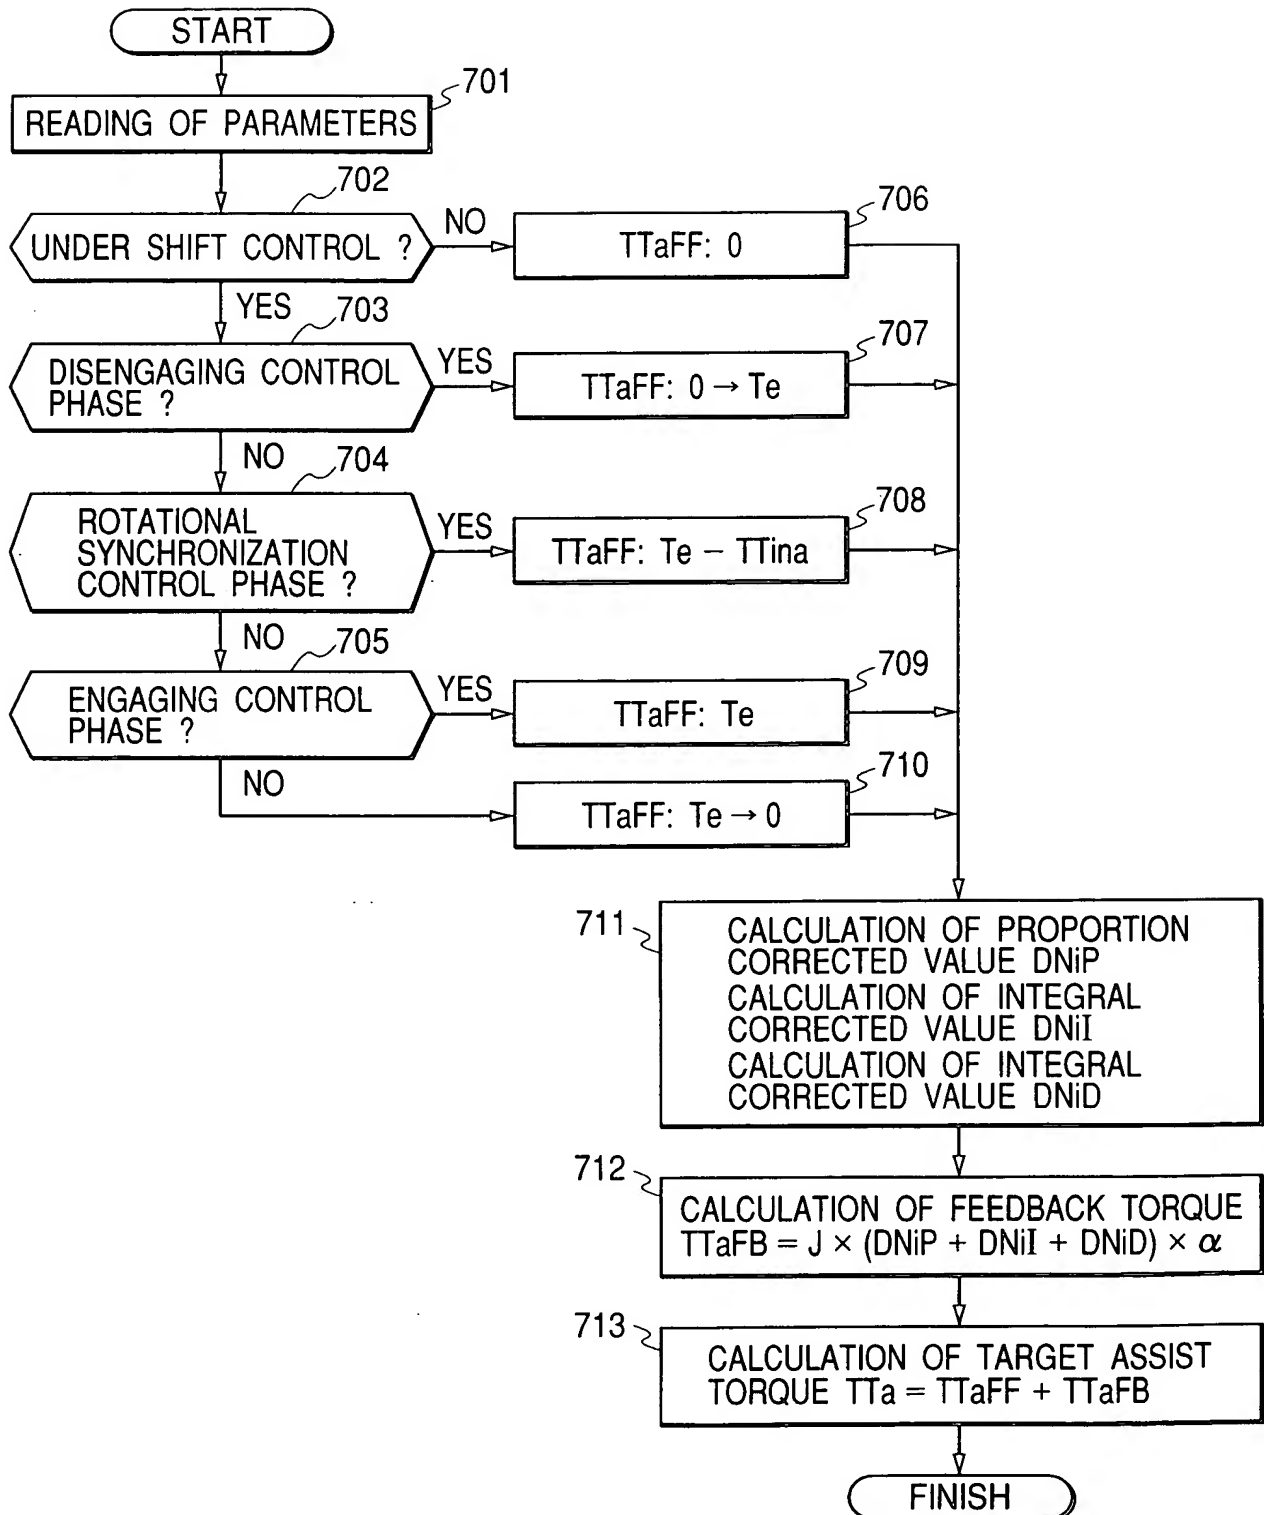 START
701
READING OF PARAMETERS
702
UNDER SHIFT CONTROL ?
NO
706
TTaFF: 0
YES
703
DISENGAGING CONTROL
PHASE ?
YES
707
TTaFF: 0 → Te
NO
704
ROTATIONAL
SYNCHRONIZATION
CONTROL PHASE ?
YES
708
TTaFF: Te − TTina
NO
705
ENGAGING CONTROL
PHASE ?
YES
709
TTaFF: Te
NO
710
TTaFF: Te → 0
711
CALCULATION OF PROPORTION
CORRECTED VALUE DNiP
CALCULATION OF INTEGRAL
CORRECTED VALUE DNiI
CALCULATION OF INTEGRAL
CORRECTED VALUE DNiD
712
CALCULATION OF FEEDBACK TORQUE
TTaFB = J × (DNiP + DNiI + DNiD) × α
713
CALCULATION OF TARGET ASSIST
TORQUE TTa = TTaFF + TTaFB
FINISH